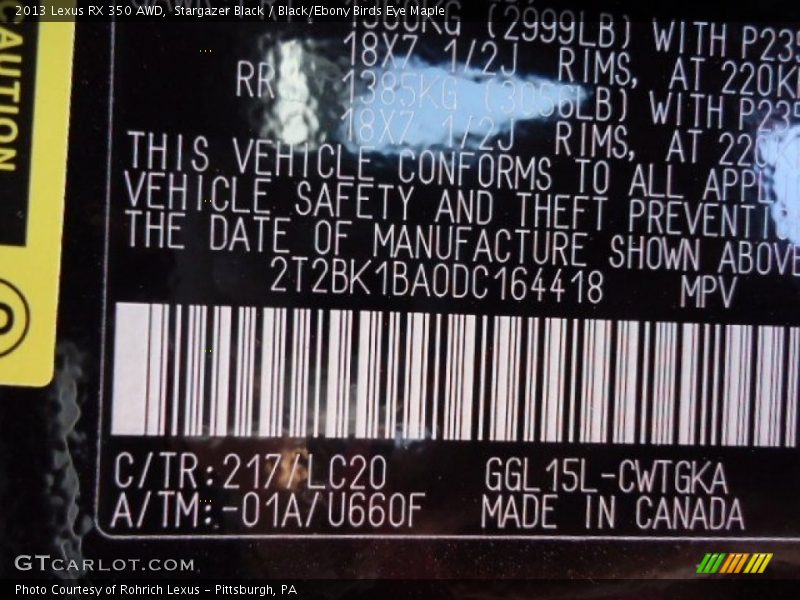 2013 Lexus RX 350 AWD, Stargazer Black / Black/Ebony Birds Eye Maple
CAUTION
1360KG (2999LB) WITH P235
18X7 1/2J RIMS, AT 220K
RR 1385KG (3056LB) WITH P235
18X7 1/2J RIMS, AT 220K
THIS VEHICLE CONFORMS TO ALL APPL
VEHICLE SAFETY AND THEFT PREVENTI
THE DATE OF MANUFACTURE SHOWN ABOVE
2T2BK1BA0DC164418 MPV
C/TR:217/LC20 GGL15L-CWTGKA
A/TM:-01A/U660F MADE IN CANADA
GTCARLOT.COM
Photo Courtesy of Rohrich Lexus - Pittsburgh, PA